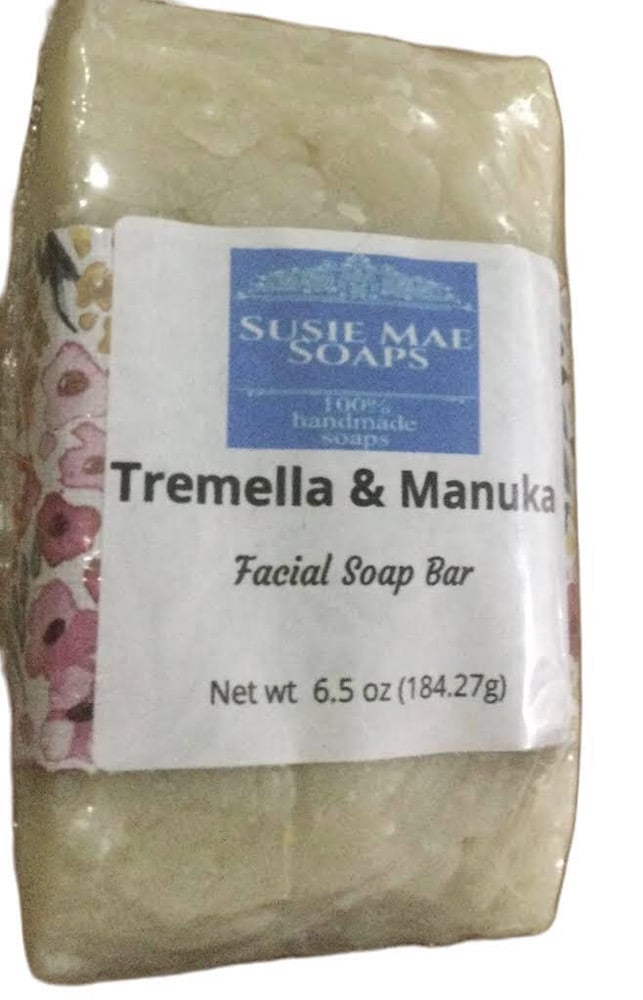 SUSIE MAE
SOAPS
100%
handmade
soaps
Tremella & Manuka
Facial Soap Bar
Net wt 6.5 oz (184.27g)